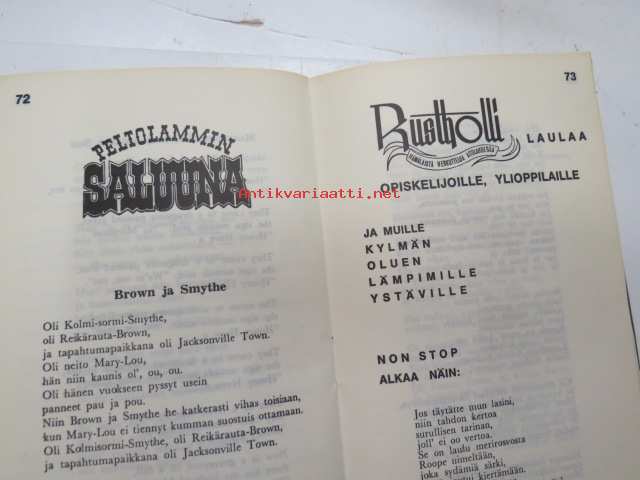 72
PELTOLAMMIN
SALUUNA
Antikvariaatti.net
Brown ja Smythe
Oli Kolmi-sormi-Smythe,
oli Reikärauta-Brown,
ja tapahtumapaikkana oli Jacksonville Town.
Oli neito Mary-Lou,
hän niin kaunis ol', ou, ou.
Oli hänen vuokseen pyssyt usein
panneet pau ja pou.
Niin Brown ja Smythe he katkerasti vihas toisiaan,
kun Mary-Lou ei tiennyt kumman suostuis ottamaan.
Oli Kolmisormi-Smythe, oli Reikärauta-Brown,
ja tapahtumapaikkana oli Jacksonville Town.
73
Rustholli
LAULAA
OPISKELIJOILLE, YLIOPPILAILLE
JA MUILLE
KYLMÄN
OLUEN
LÄMPIMILLE
YSTÄVILLE
NON STOP
ALKAA NÄIN:
Jos täytätte mun lasini,
niin tahdon kertoa
surullisen tarinan,
joll' ei oo vertoa.
Se on laulu merirosvosta
Roope nimeltään,
joka sydämiä särki,
kiertämään.